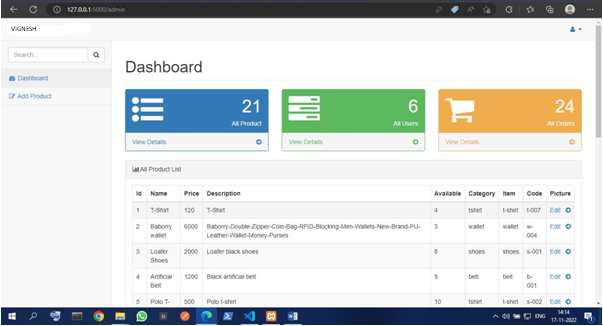 127.0.0.1:5000/admin
VIGNESH
Search...
Dashboard
Add Product
Dashboard
21
All Product
View Details
6
All Users
View Details
24
All Orders
View Details
All Product List
Id Name Price Description Available Category Item Code Picture
1 T-Shirt 120 T-Shirt 4 tshirt t-shirt t-007 Edit
2 Baborry wallet 6000 Baborry-Double-Zipper-Coin-Bag-RFID-Blocking-Men-Wallets-New-Brand-PU-
Leather-Wallet-Money-Purses 3 wallet wallet w-004 Edit
3 Loafer Shoes 2000 Loafer black shoes 8 shoes shoes s-001 Edit
4 Artificial Belt 1200 Black artificial belt 9 belt belt b-001 Edit
5 Polo T- 500 Polo t-shirt 10 tshirt t-shirt s-002 Edit
ENG
14:14
17-11-2022